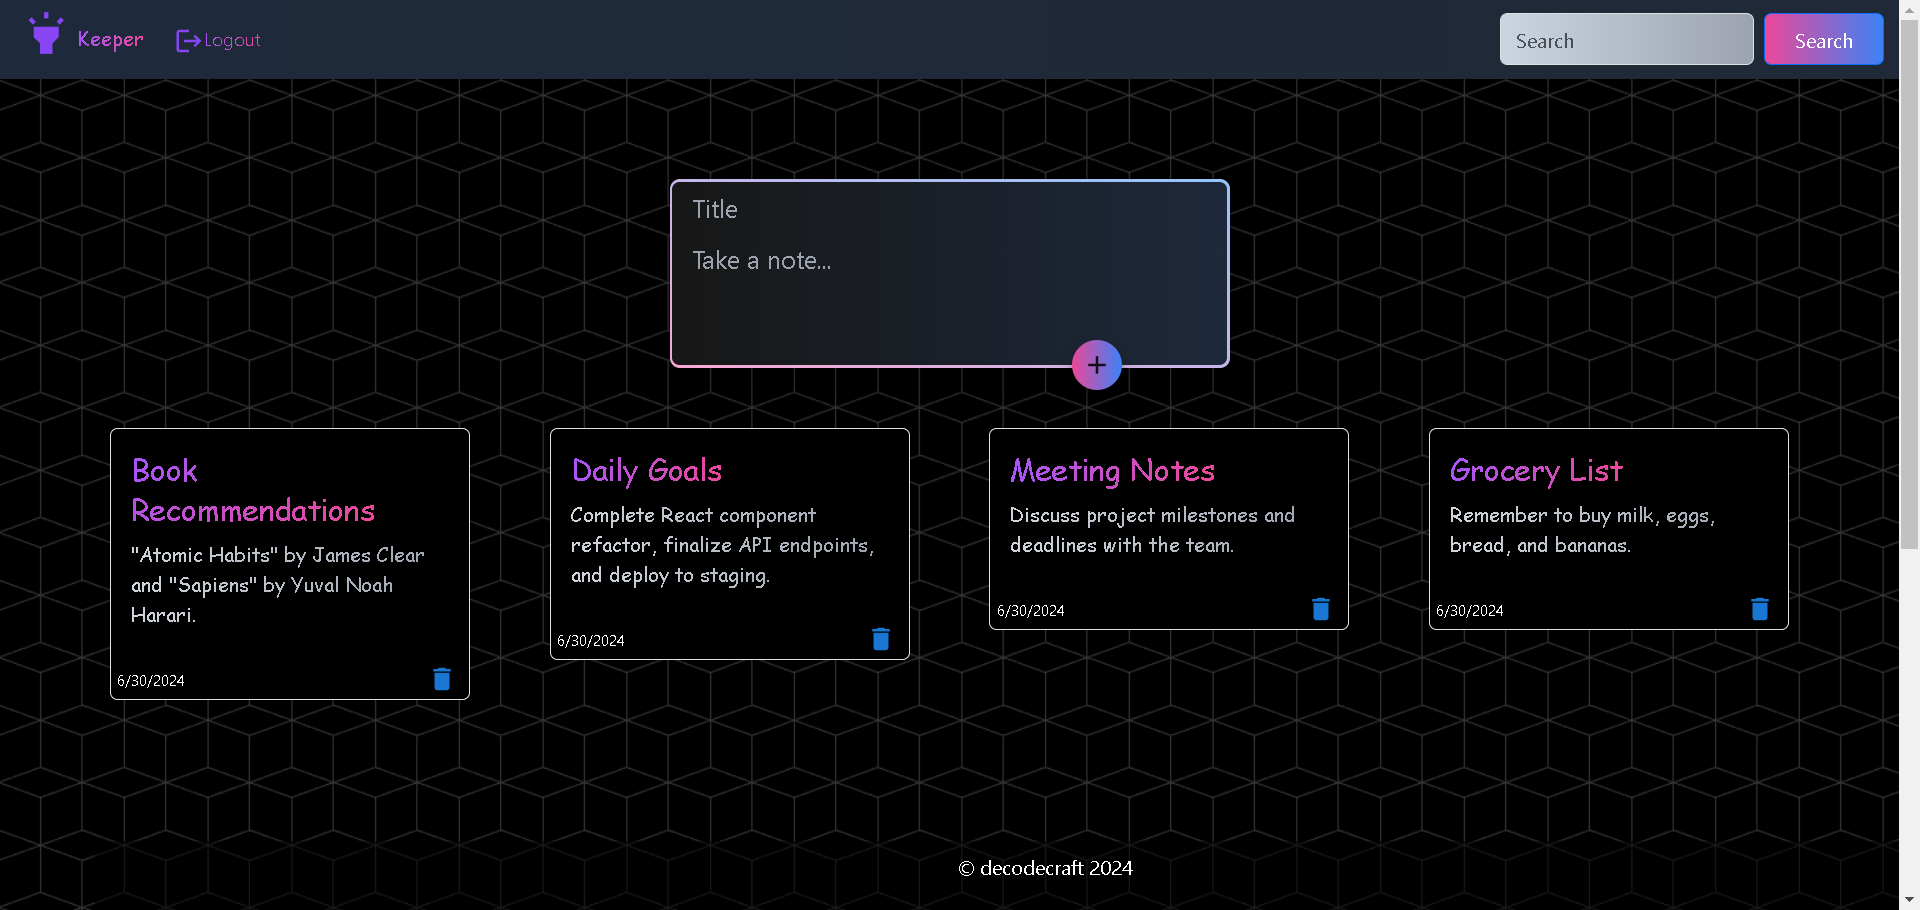 Keeper
Logout
Search
Search
Title
Take a note...
Book
Recommendations
"Atomic Habits" by James Clear
and "Sapiens" by Yuval Noah
Harari.
6/30/2024
Daily Goals
Complete React component
refactor, finalize API endpoints,
and deploy to staging.
6/30/2024
Meeting Notes
Discuss project milestones and
deadlines with the team.
6/30/2024
Grocery List
Remember to buy milk, eggs,
bread, and bananas.
6/30/2024
© decodecraft 2024